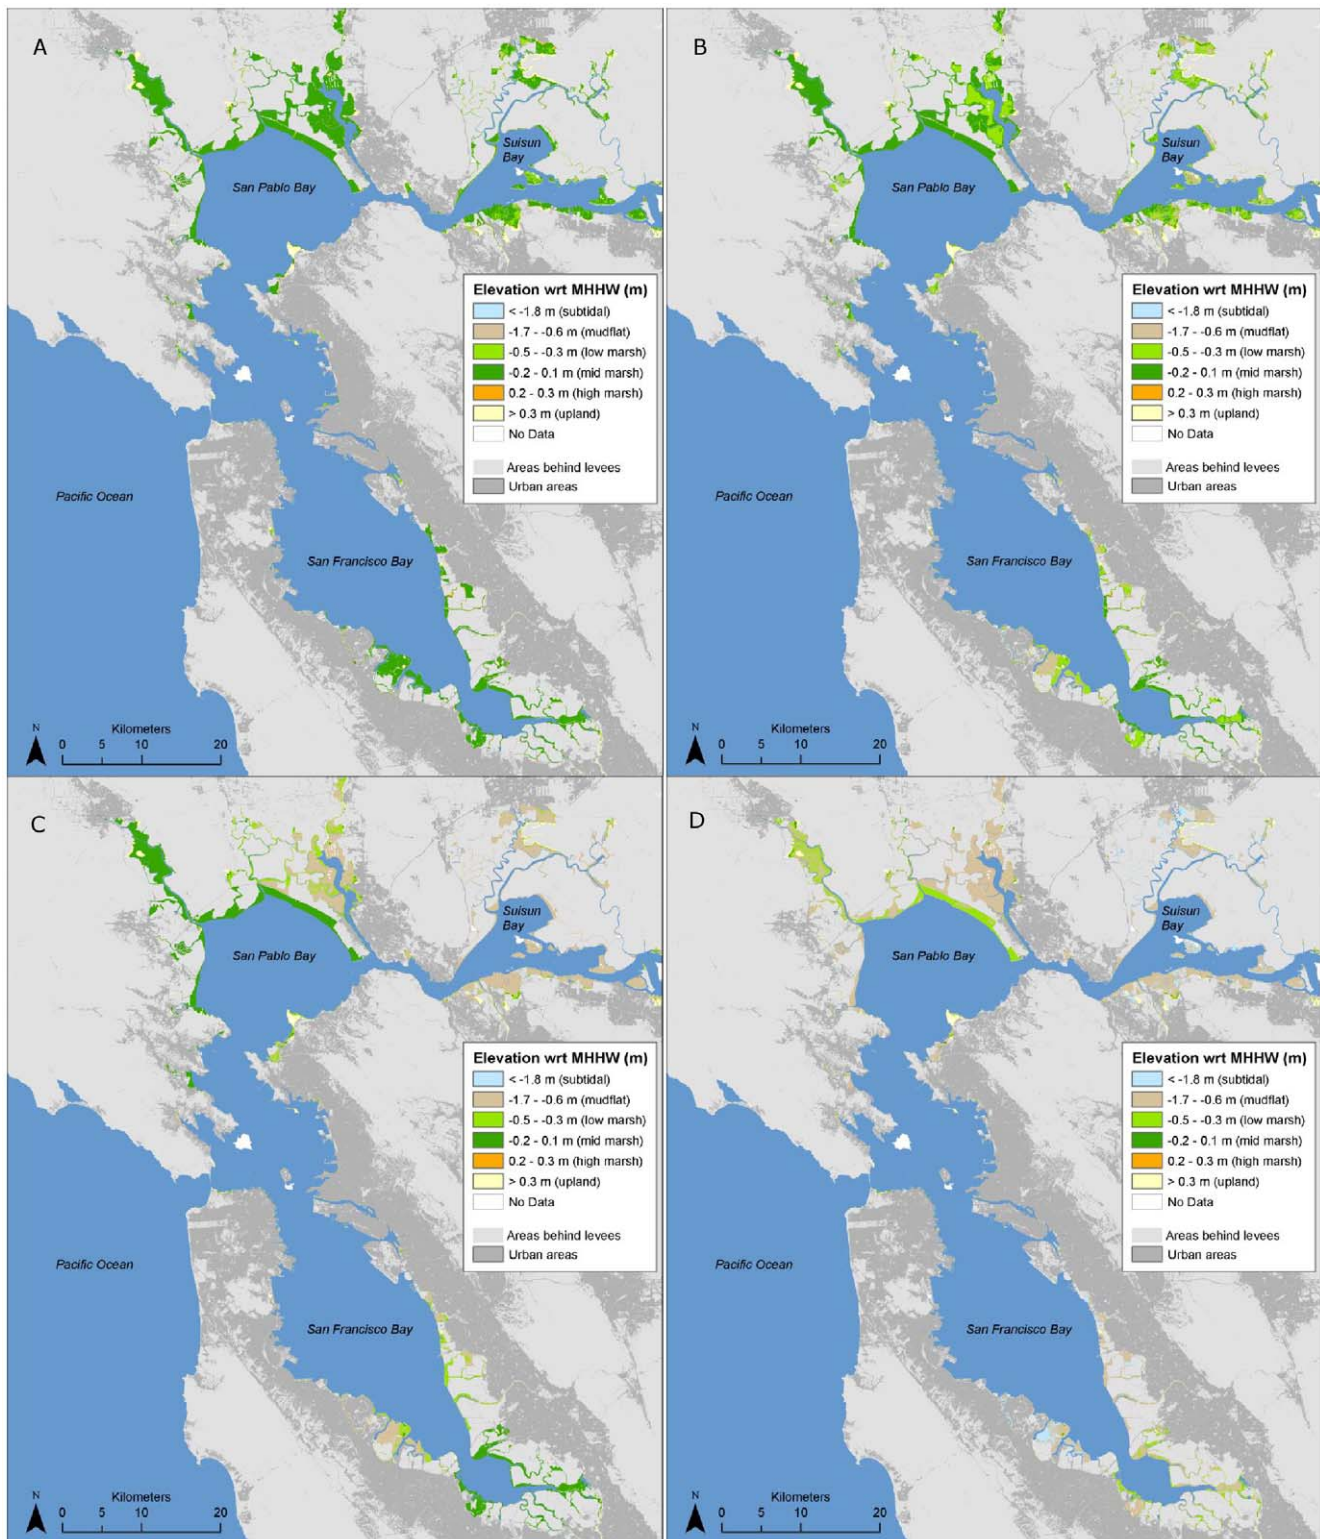 A
Suisun
Bay
San Pablo Bay
Elevation wrt MHHW (m)
< -1.8 m (subtidal)
-1.7 - -0.6 m (mudflat)
-0.5 - -0.3 m (low marsh)
-0.2 - 0.1 m (mid marsh)
0.2 - 0.3 m (high marsh)
> 0.3 m (upland)
No Data
Areas behind levees
Urban areas
Pacific Ocean
San Francisco Bay
N
Kilometers
0 5 10 20
B
Suisun
Bay
San Pablo Bay
Elevation wrt MHHW (m)
< -1.8 m (subtidal)
-1.7 - -0.6 m (mudflat)
-0.5 - -0.3 m (low marsh)
-0.2 - 0.1 m (mid marsh)
0.2 - 0.3 m (high marsh)
> 0.3 m (upland)
No Data
Areas behind levees
Urban areas
Pacific Ocean
San Francisco Bay
N
Kilometers
0 5 10 20
C
Suisun
Bay
San Pablo Bay
Elevation wrt MHHW (m)
< -1.8 m (subtidal)
-1.7 - -0.6 m (mudflat)
-0.5 - -0.3 m (low marsh)
-0.2 - 0.1 m (mid marsh)
0.2 - 0.3 m (high marsh)
> 0.3 m (upland)
No Data
Areas behind levees
Urban areas
Pacific Ocean
San Francisco Bay
N
Kilometers
0 5 10 20
D
Suisun
Bay
San Pablo Bay
Elevation wrt MHHW (m)
< -1.8 m (subtidal)
-1.7 - -0.6 m (mudflat)
-0.5 - -0.3 m (low marsh)
-0.2 - 0.1 m (mid marsh)
0.2 - 0.3 m (high marsh)
> 0.3 m (upland)
No Data
Areas behind levees
Urban areas
Pacific Ocean
San Francisco Bay
N
Kilometers
0 5 10 20